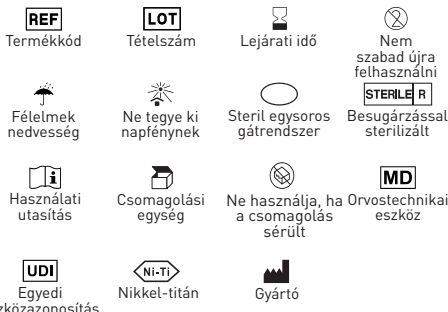 REF
LOT
2
Termékkód
Tételszám
Lejárati idő
Nem
szabad újra
felhasználni
STERILE R
Félelmek
nedvesség
Ne tegye ki
napfénynek
Steril egysoros
gátrendszer
Besugárzással
sterilizált
i
MD
Használati
utasítás
Csomagolási
egység
Ne használja, ha
a csomagolás
sérült
Orvostechnikai
eszköz
UDI
Ni-Ti
Egyedi
zközazonosítás
Nikkel-titán
Gyártó